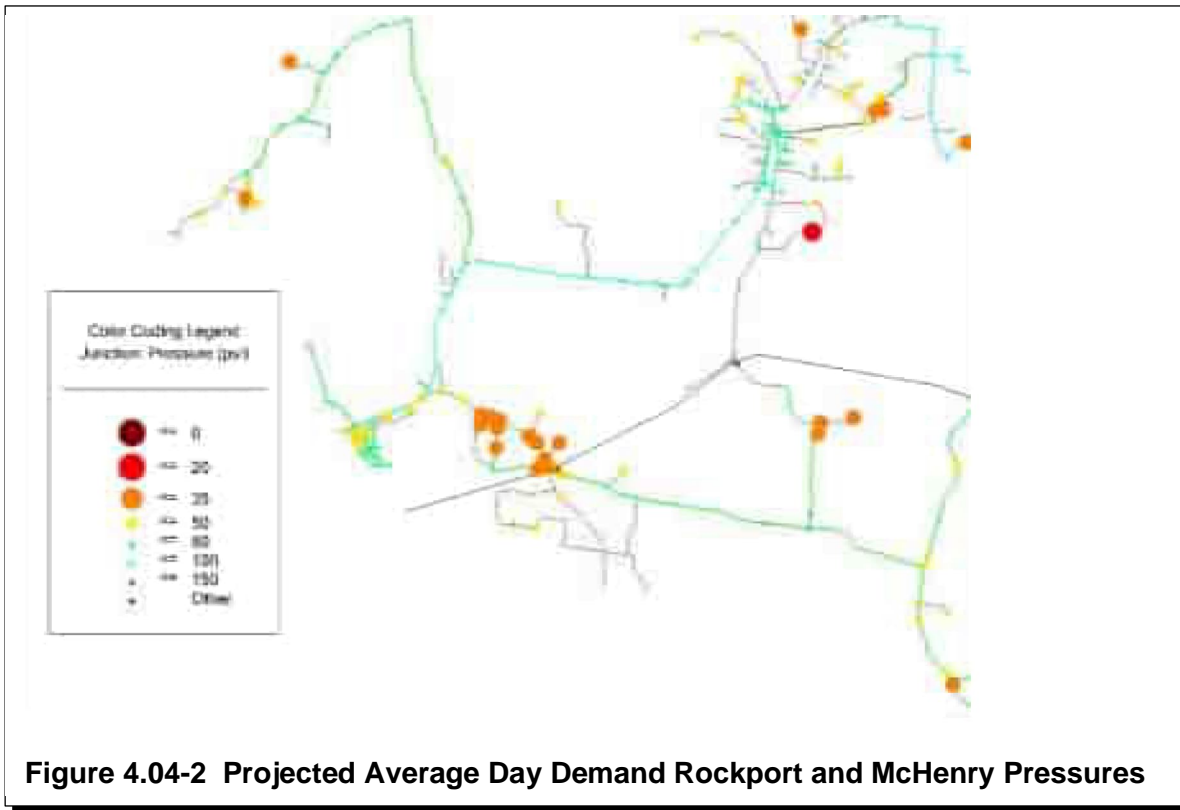 Color Coding Legend
Junction: Pressure (psi)
<= 0
<= 20
<= 35
<= 50
<= 80
<= 100
<= 150
Other
Figure 4.04-2 Projected Average Day Demand Rockport and McHenry Pressures